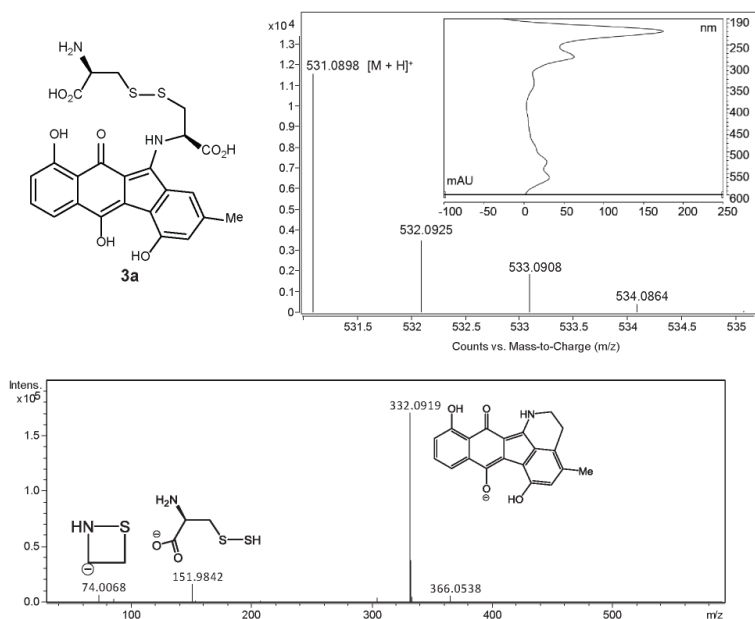 H₂N
HO₂C
S–S
OH
O
HN
CO₂H
Me
OH
HO
3a
x10⁴
1.3
1.2
1.1
1
0.9
0.8
0.7
0.6
0.5
0.4
0.3
0.2
0.1
0
531.0898 [M + H]⁺
532.0925
533.0908
534.0864
531.5 532 532.5 533 533.5 534 534.5 535
Counts vs. Mass-to-Charge (m/z)
nm
mAU
190
250
300
350
400
450
500
550
600
-100 -50 0 50 100 150 200 250
Intens.
x10⁵
1.5
1.0
0.5
0.0
HN S
⊖
74.0068
H₂N
⊖O
O
S–SH
151.9842
332.0919
OH
O
HN
Me
O
⊖
HO
366.0538
100 200 300 400 500 m/z